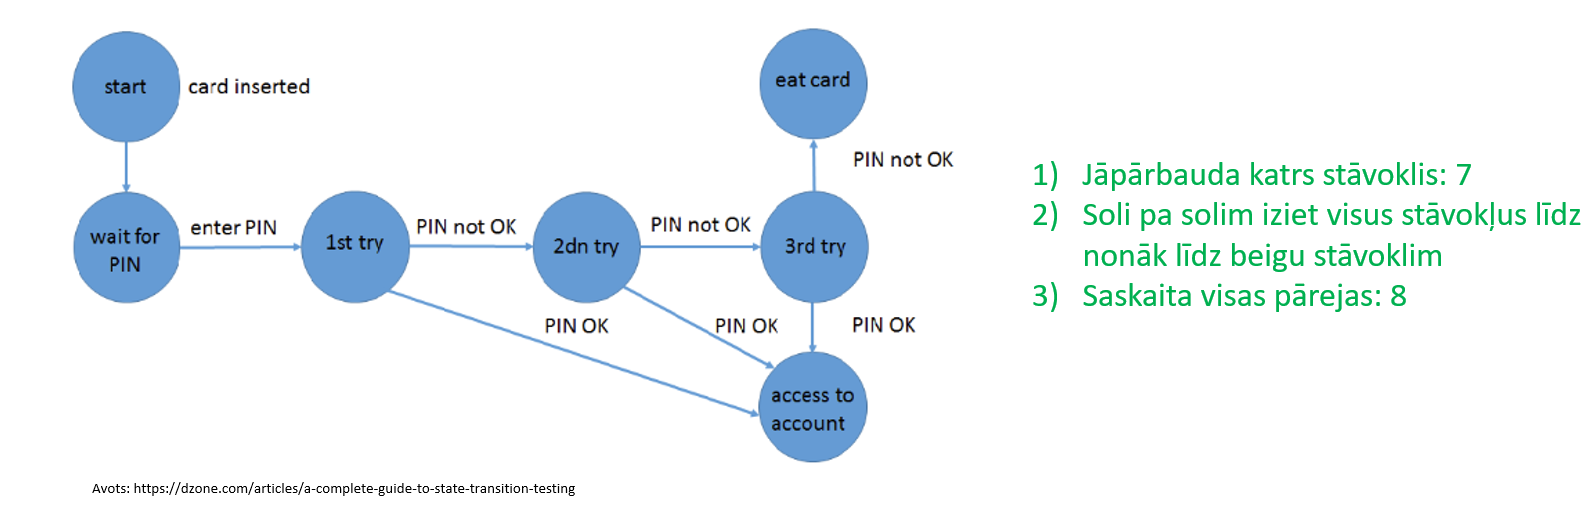 start
card inserted
eat card
PIN not OK
wait for
PIN
enter PIN
1st try
PIN not OK
2dn try
PIN not OK
3rd try
PIN OK
PIN OK
PIN OK
access to
account
1) Jāpārbauda katrs stāvoklis: 7
2) Soli pa solim iziet visus stāvokļus līdz
nonāk līdz beigu stāvoklim
3) Saskaita visas pārejas: 8
Avots: https://dzone.com/articles/a-complete-guide-to-state-transition-testing